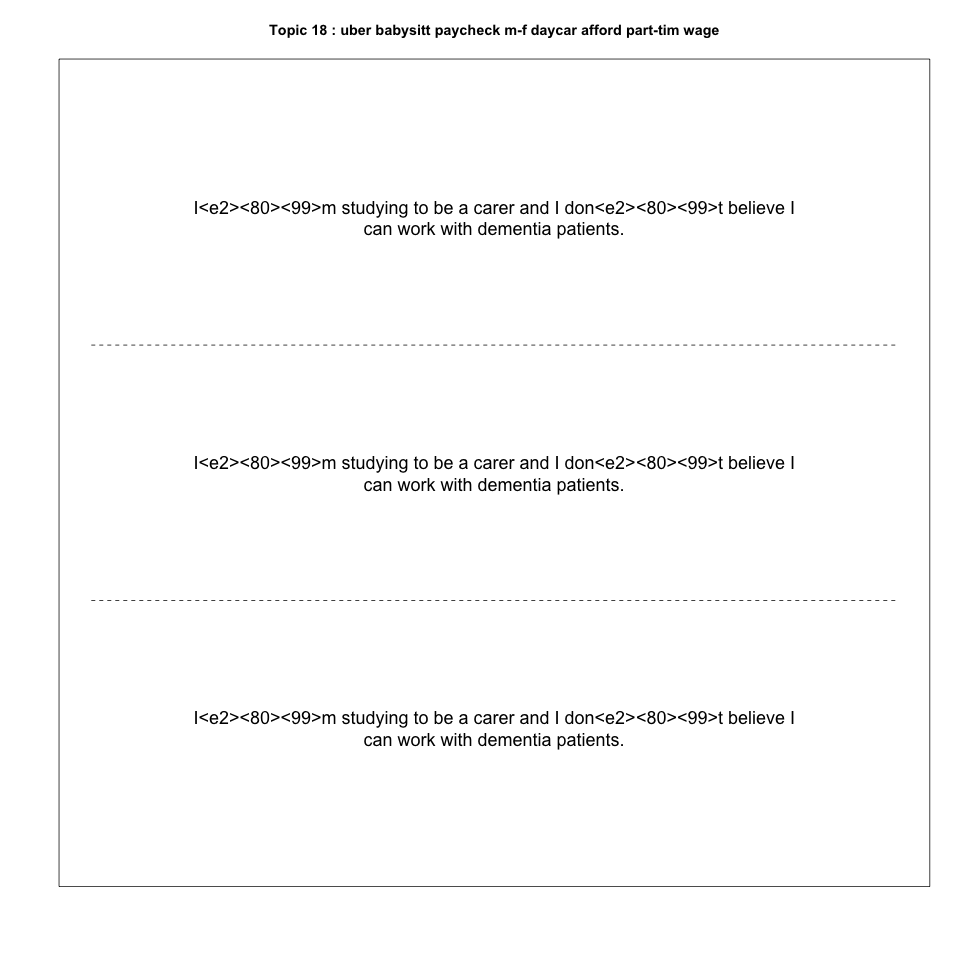 Topic 18 : uber babysitt paycheck m-f daycar afford part-tim wage
I<e2><80><99>m studying to be a carer and I don<e2><80><99>t believe I
can work with dementia patients.
I<e2><80><99>m studying to be a carer and I don<e2><80><99>t believe I
can work with dementia patients.
I<e2><80><99>m studying to be a carer and I don<e2><80><99>t believe I
can work with dementia patients.